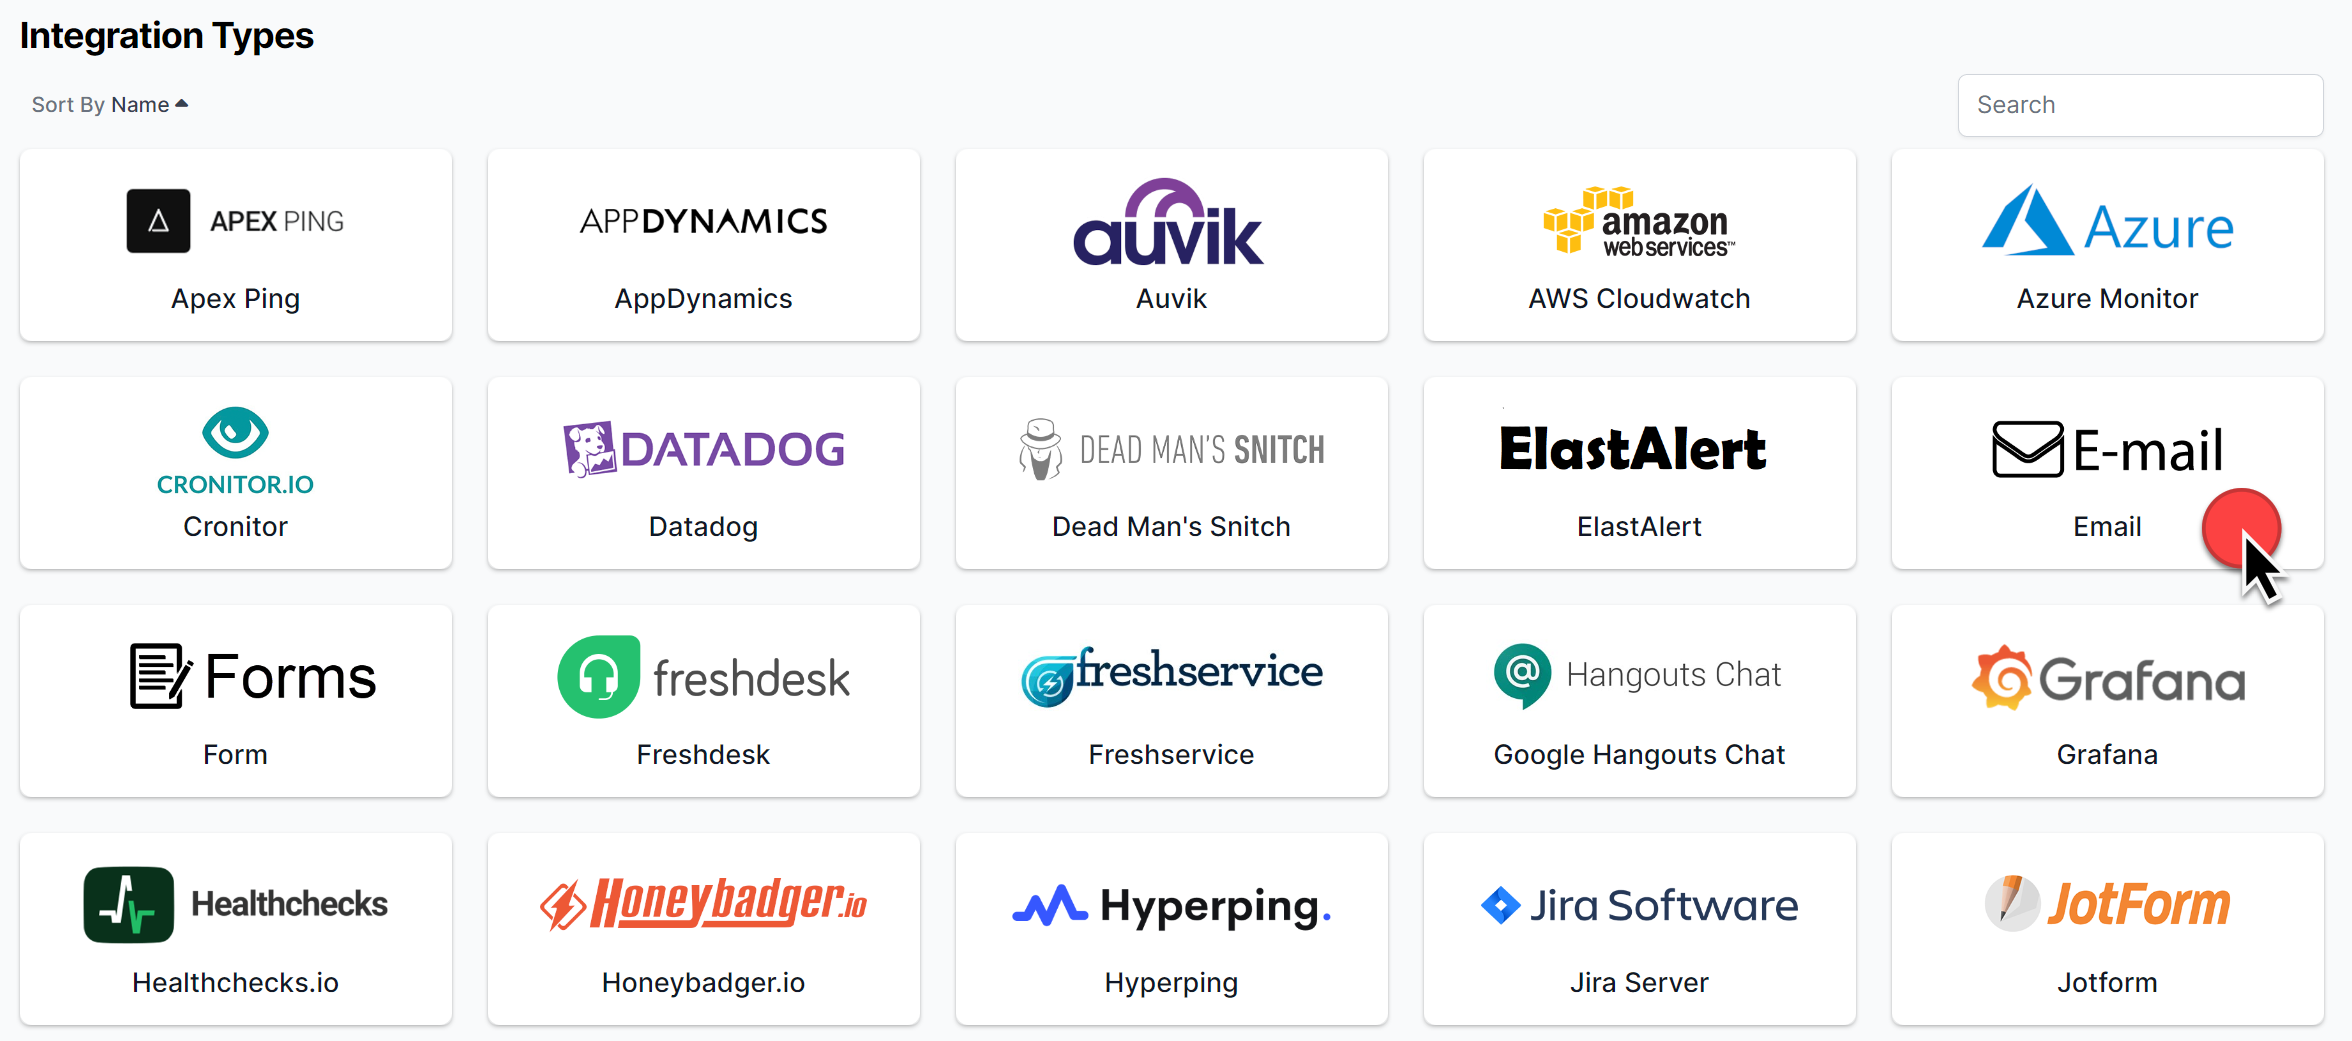 Integration Types
Sort By Name
Search
APEX PING
Apex Ping
APPDYNAMICS
AppDynamics
auvik
Auvik
amazon
web services™
AWS Cloudwatch
Azure
Azure Monitor
CRONITOR.IO
Cronitor
DATADOG
Datadog
DEAD MAN'S SNITCH
Dead Man's Snitch
ElastAlert
ElastAlert
E-mail
Email
Forms
Form
freshdesk
Freshdesk
freshservice
Freshservice
@ Hangouts Chat
Google Hangouts Chat
Grafana
Grafana
Healthchecks
Healthchecks.io
Honeybadger.io
Honeybadger.io
Hyperping.
Hyperping
Jira Software
Jira Server
JotForm
Jotform